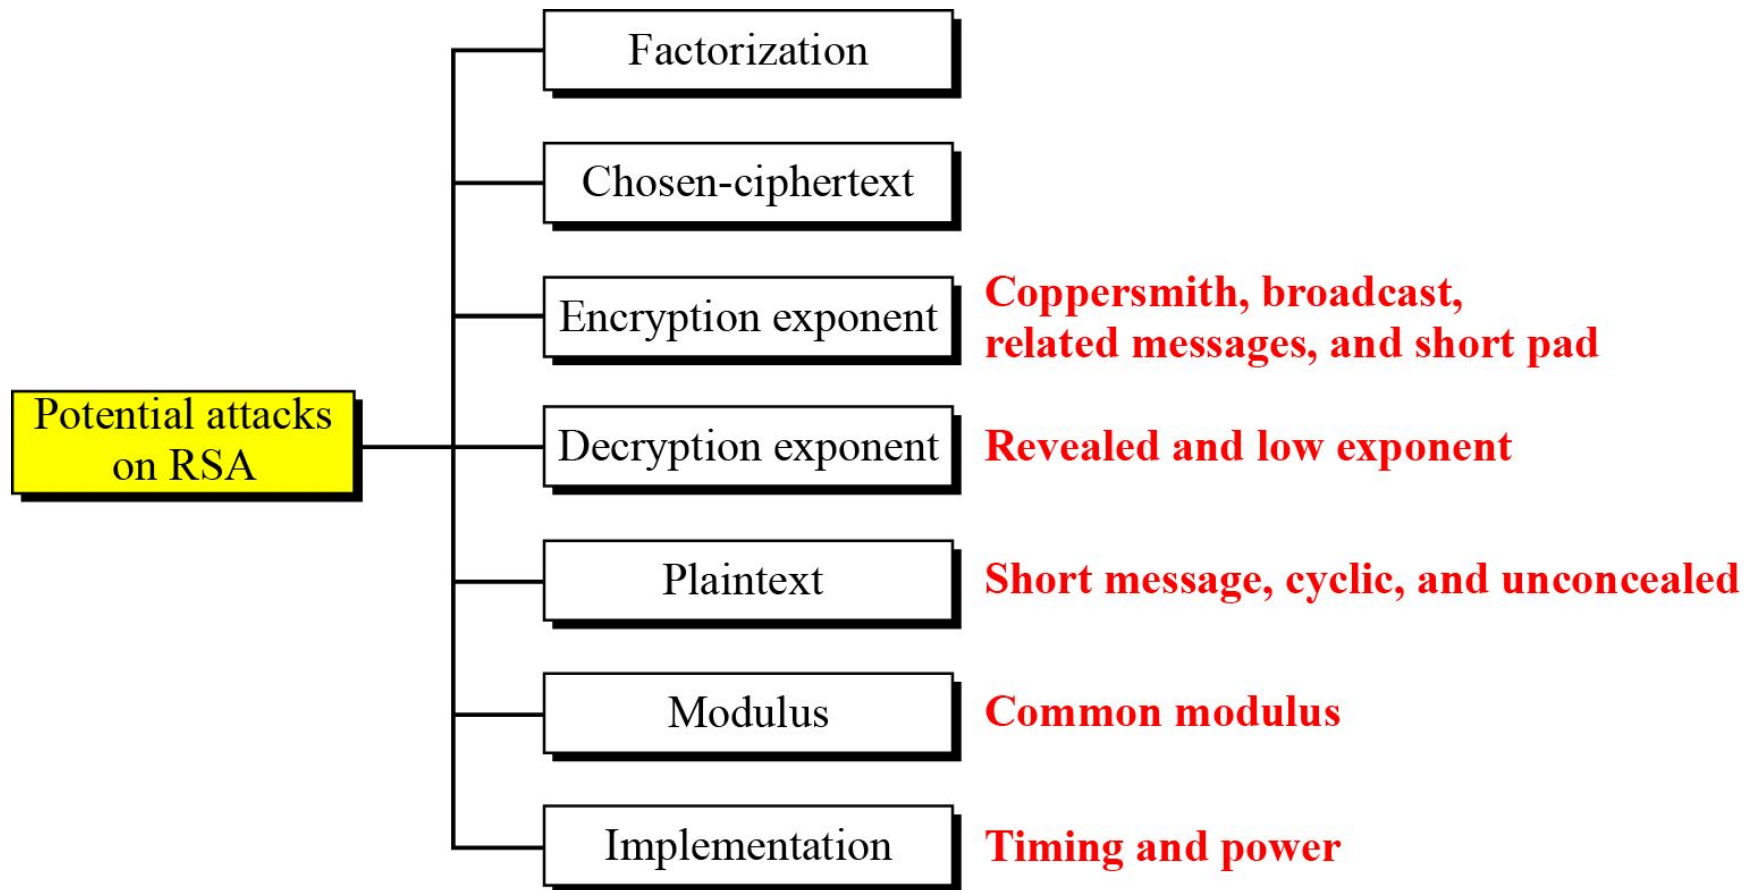 Factorization
Chosen-ciphertext
Encryption exponent
Coppersmith, broadcast,
related messages, and short pad
Potential attacks
on RSA
Decryption exponent
Revealed and low exponent
Plaintext
Short message, cyclic, and unconcealed
Modulus
Common modulus
Implementation
Timing and power